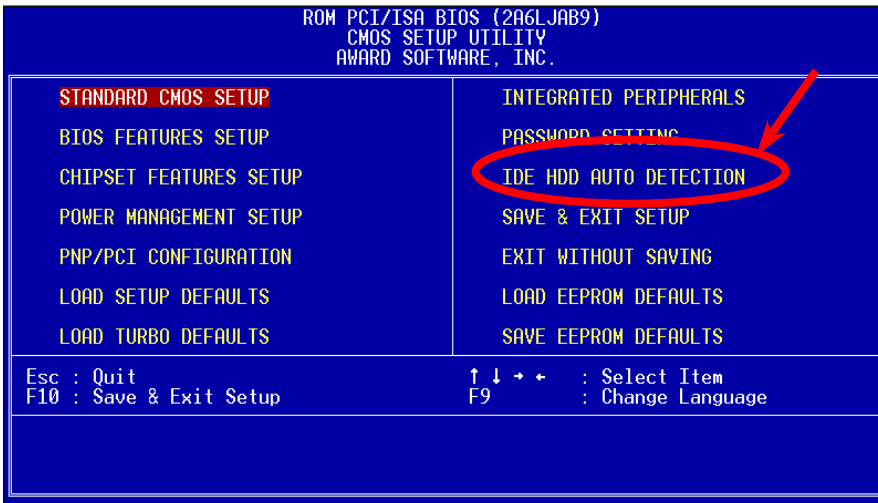 ROM PCI/ISA BIOS (2A6LJAB9)
CMOS SETUP UTILITY
AWARD SOFTWARE, INC.
STANDARD CMOS SETUP
BIOS FEATURES SETUP
CHIPSET FEATURES SETUP
POWER MANAGEMENT SETUP
PNP/PCI CONFIGURATION
LOAD SETUP DEFAULTS
LOAD TURBO DEFAULTS
INTEGRATED PERIPHERALS
PASSWORD SETTING
IDE HDD AUTO DETECTION
SAVE & EXIT SETUP
EXIT WITHOUT SAVING
LOAD EEPROM DEFAULTS
SAVE EEPROM DEFAULTS
Esc : Quit
F10 : Save & Exit Setup
↑ ↓ → ← : Select Item
F9 : Change Language